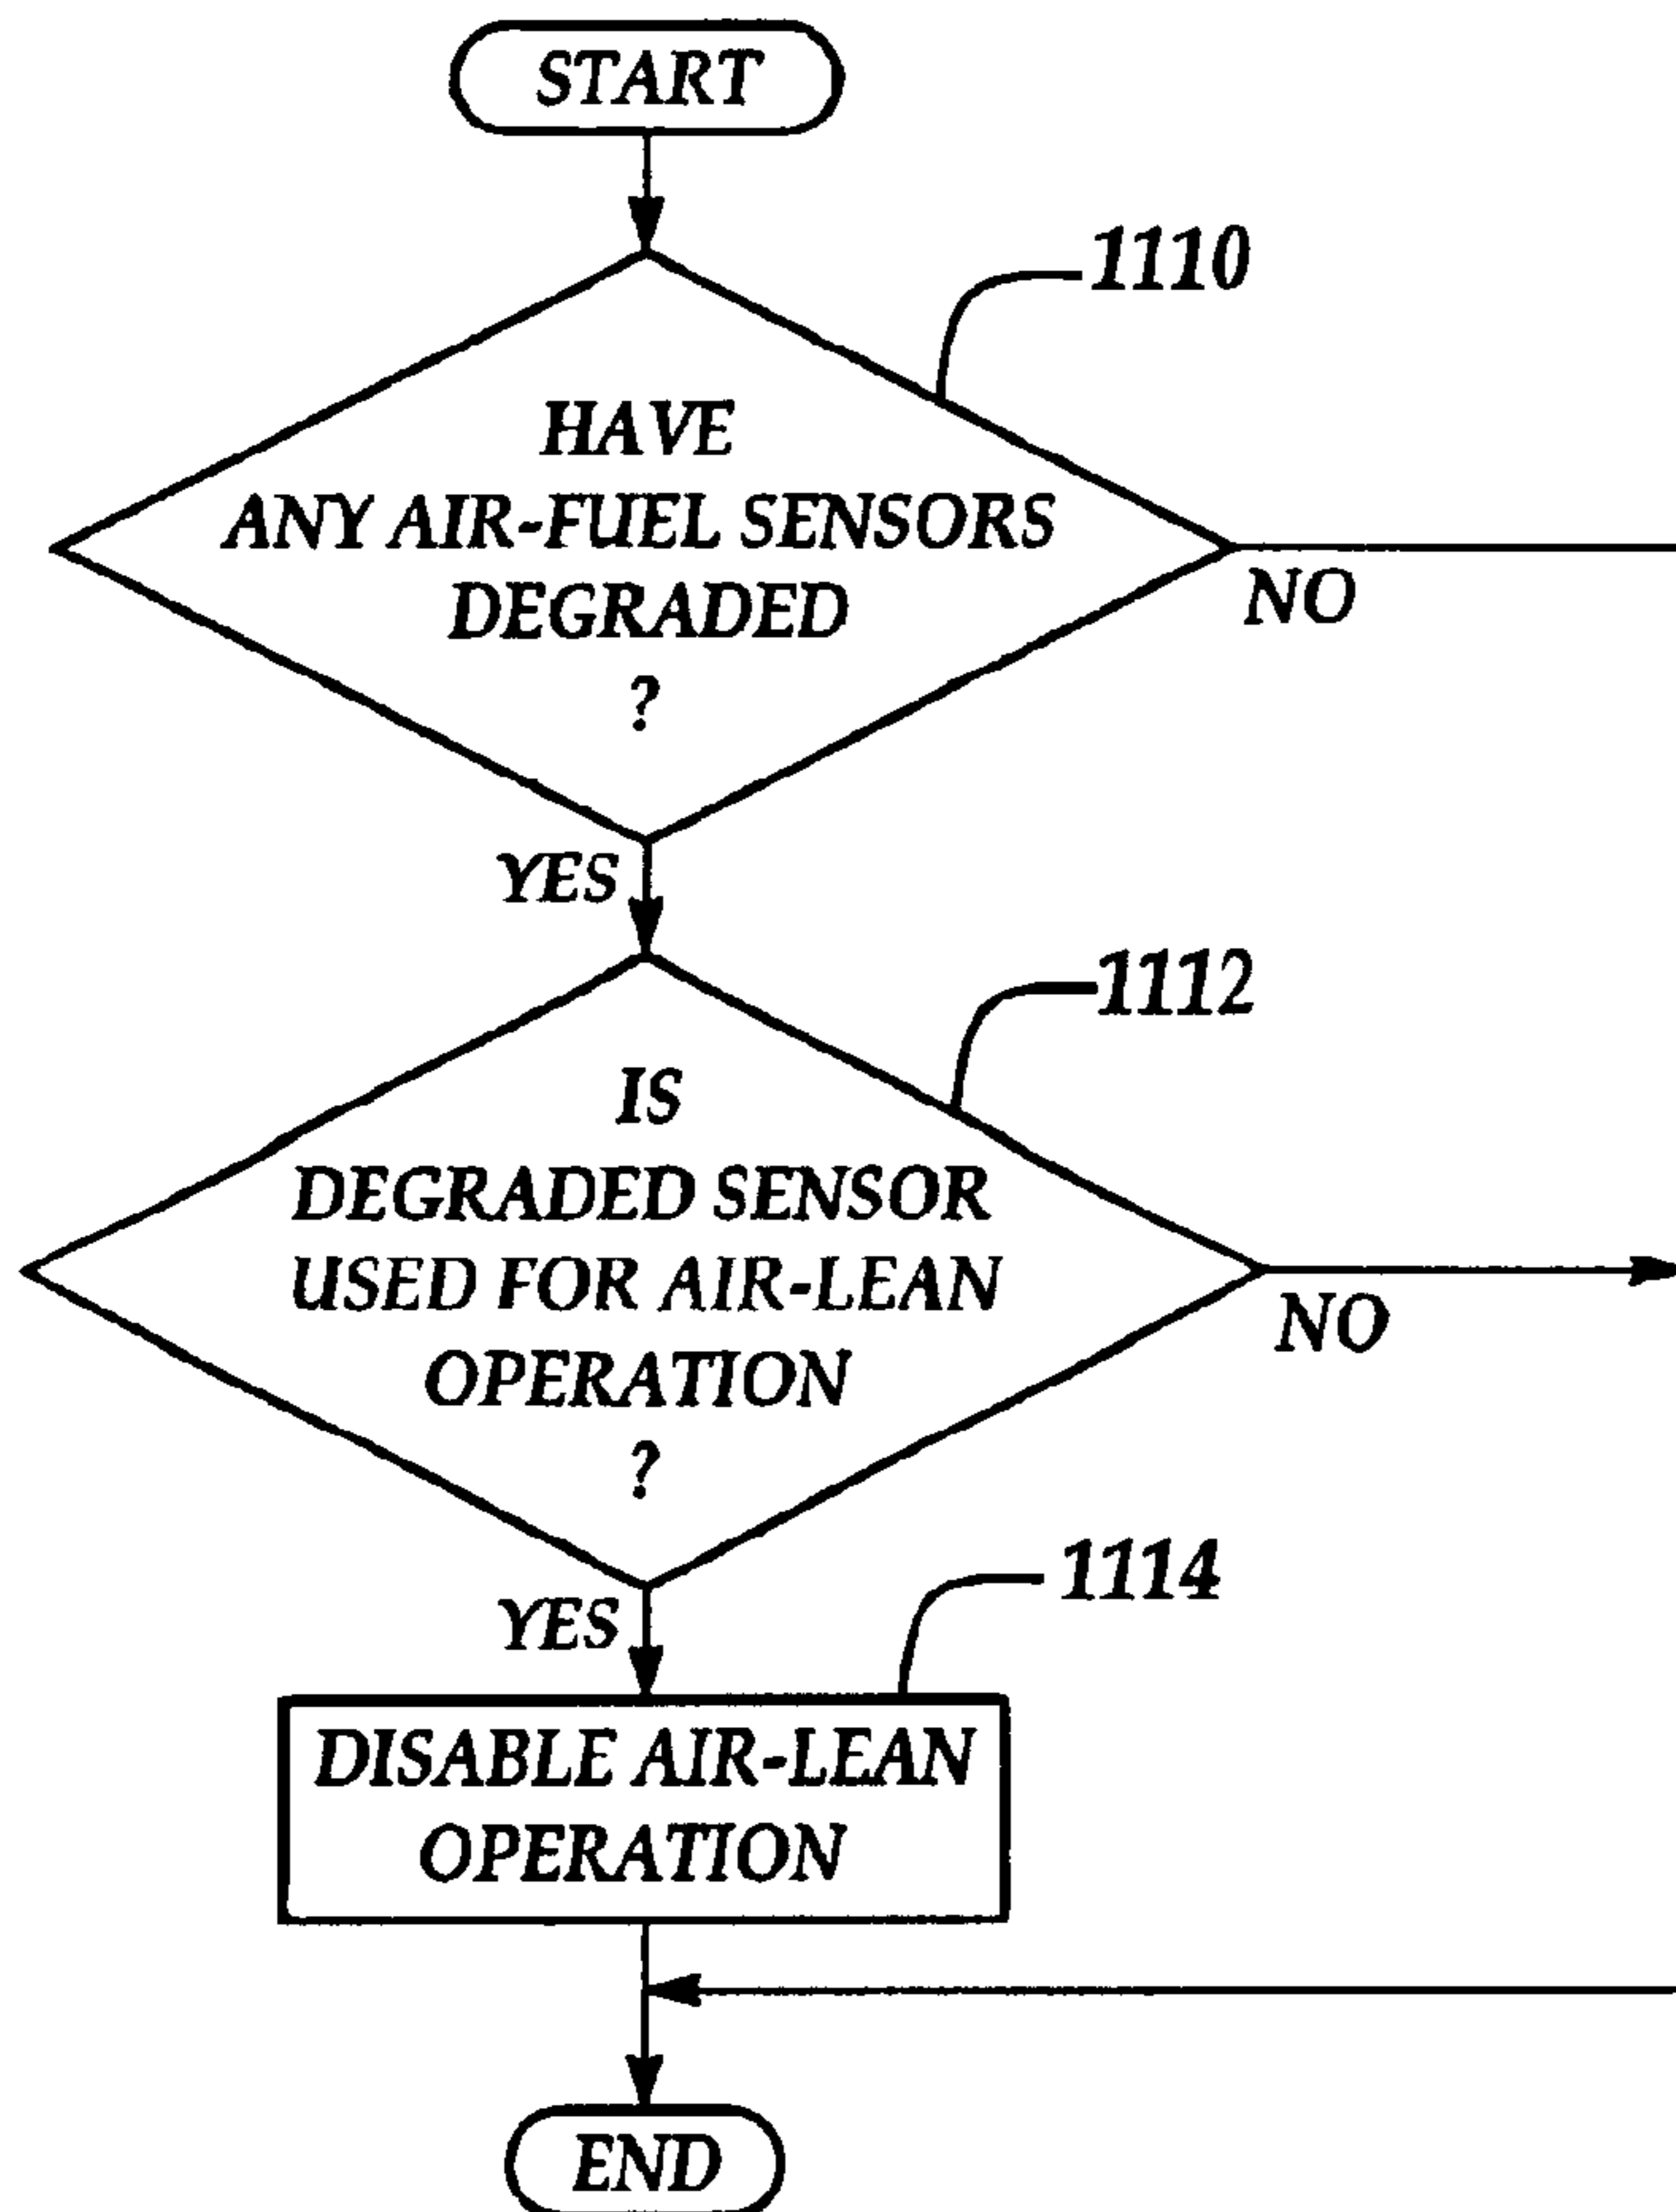 START
1110
HAVE
ANY AIR-FUEL SENSORS
DEGRADED
?
NO
YES
1112
IS
DEGRADED SENSOR
USED FOR AIR-LEAN
OPERATION
?
NO
YES
1114
DISABLE AIR-LEAN
OPERATION
END